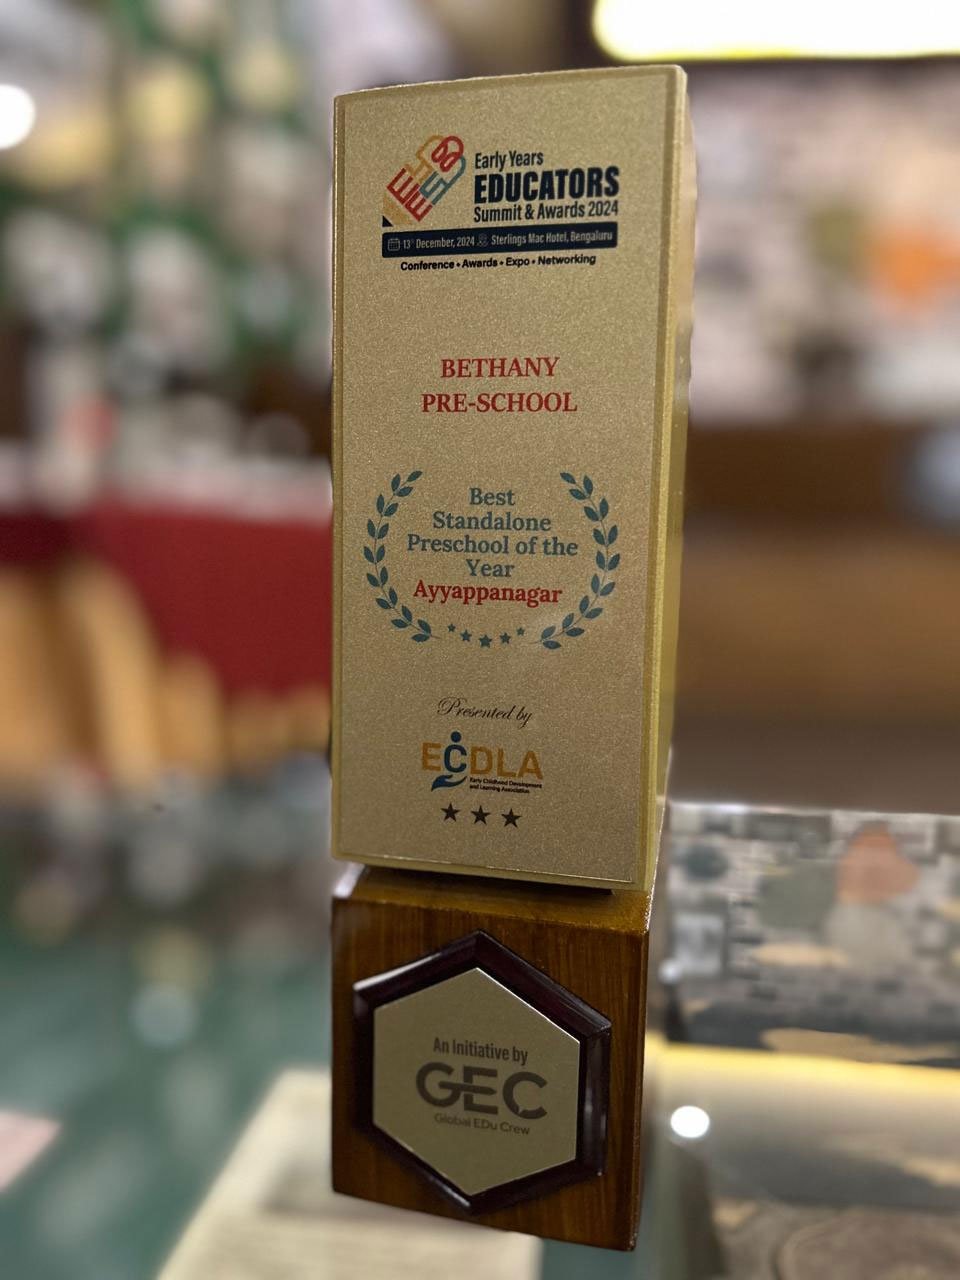 Early Years
EDUCATORS
Summit & Awards 2024
13th December, 2024 Sterlings Mac Hotel, Bengaluru
Conference • Awards • Expo • Networking
BETHANY
PRE-SCHOOL
Best
Standalone
Preschool of the
Year
Ayyappanagar
Presented by
ECDLA
Early Childhood Development
and Learning Association
An Initiative by
GEC
Global EDu Crew